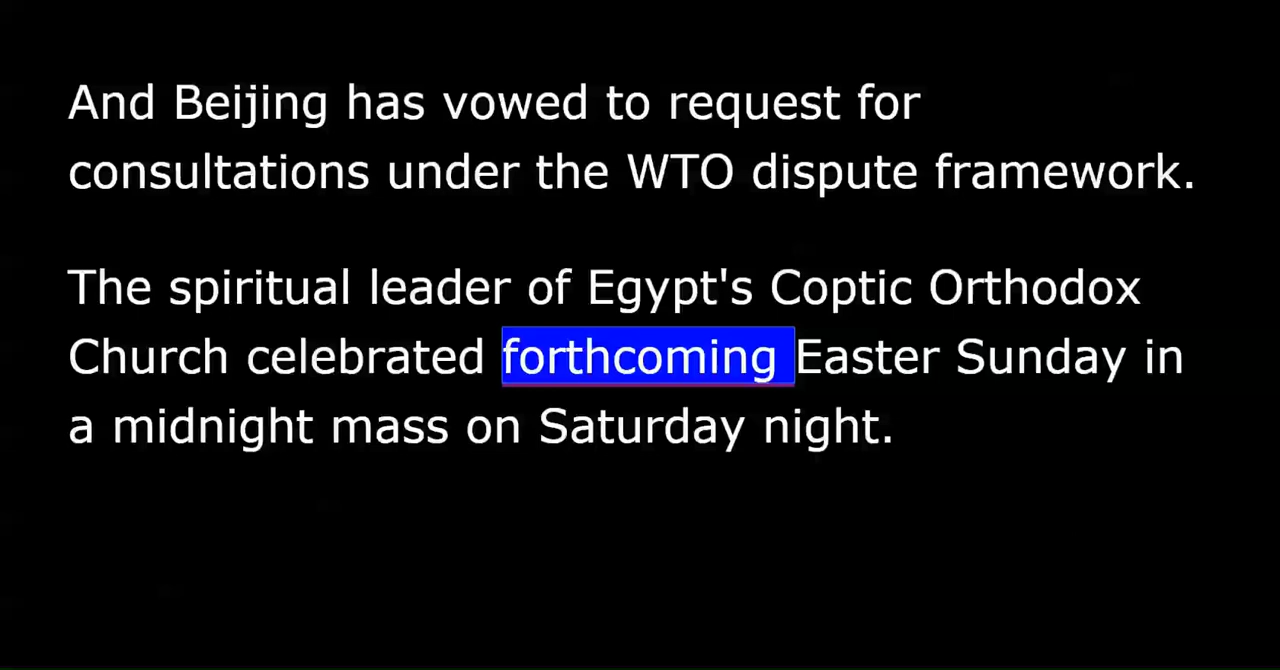 And Beijing has vowed to request for
consultations under the WTO dispute framework.
The spiritual leader of Egypt's Coptic Orthodox
Church celebrated forthcoming Easter Sunday in
a midnight mass on Saturday night.